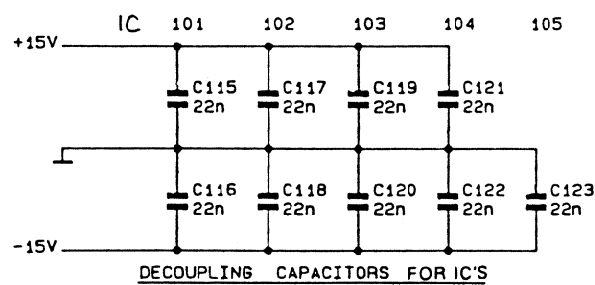 IC 101 102 103 104 105
+15V
C115 C117 C119 C121
22n 22n 22n 22n
C116 C118 C120 C122 C123
22n 22n 22n 22n 22n
-15V
DECOUPLING CAPACITORS FOR IC'S